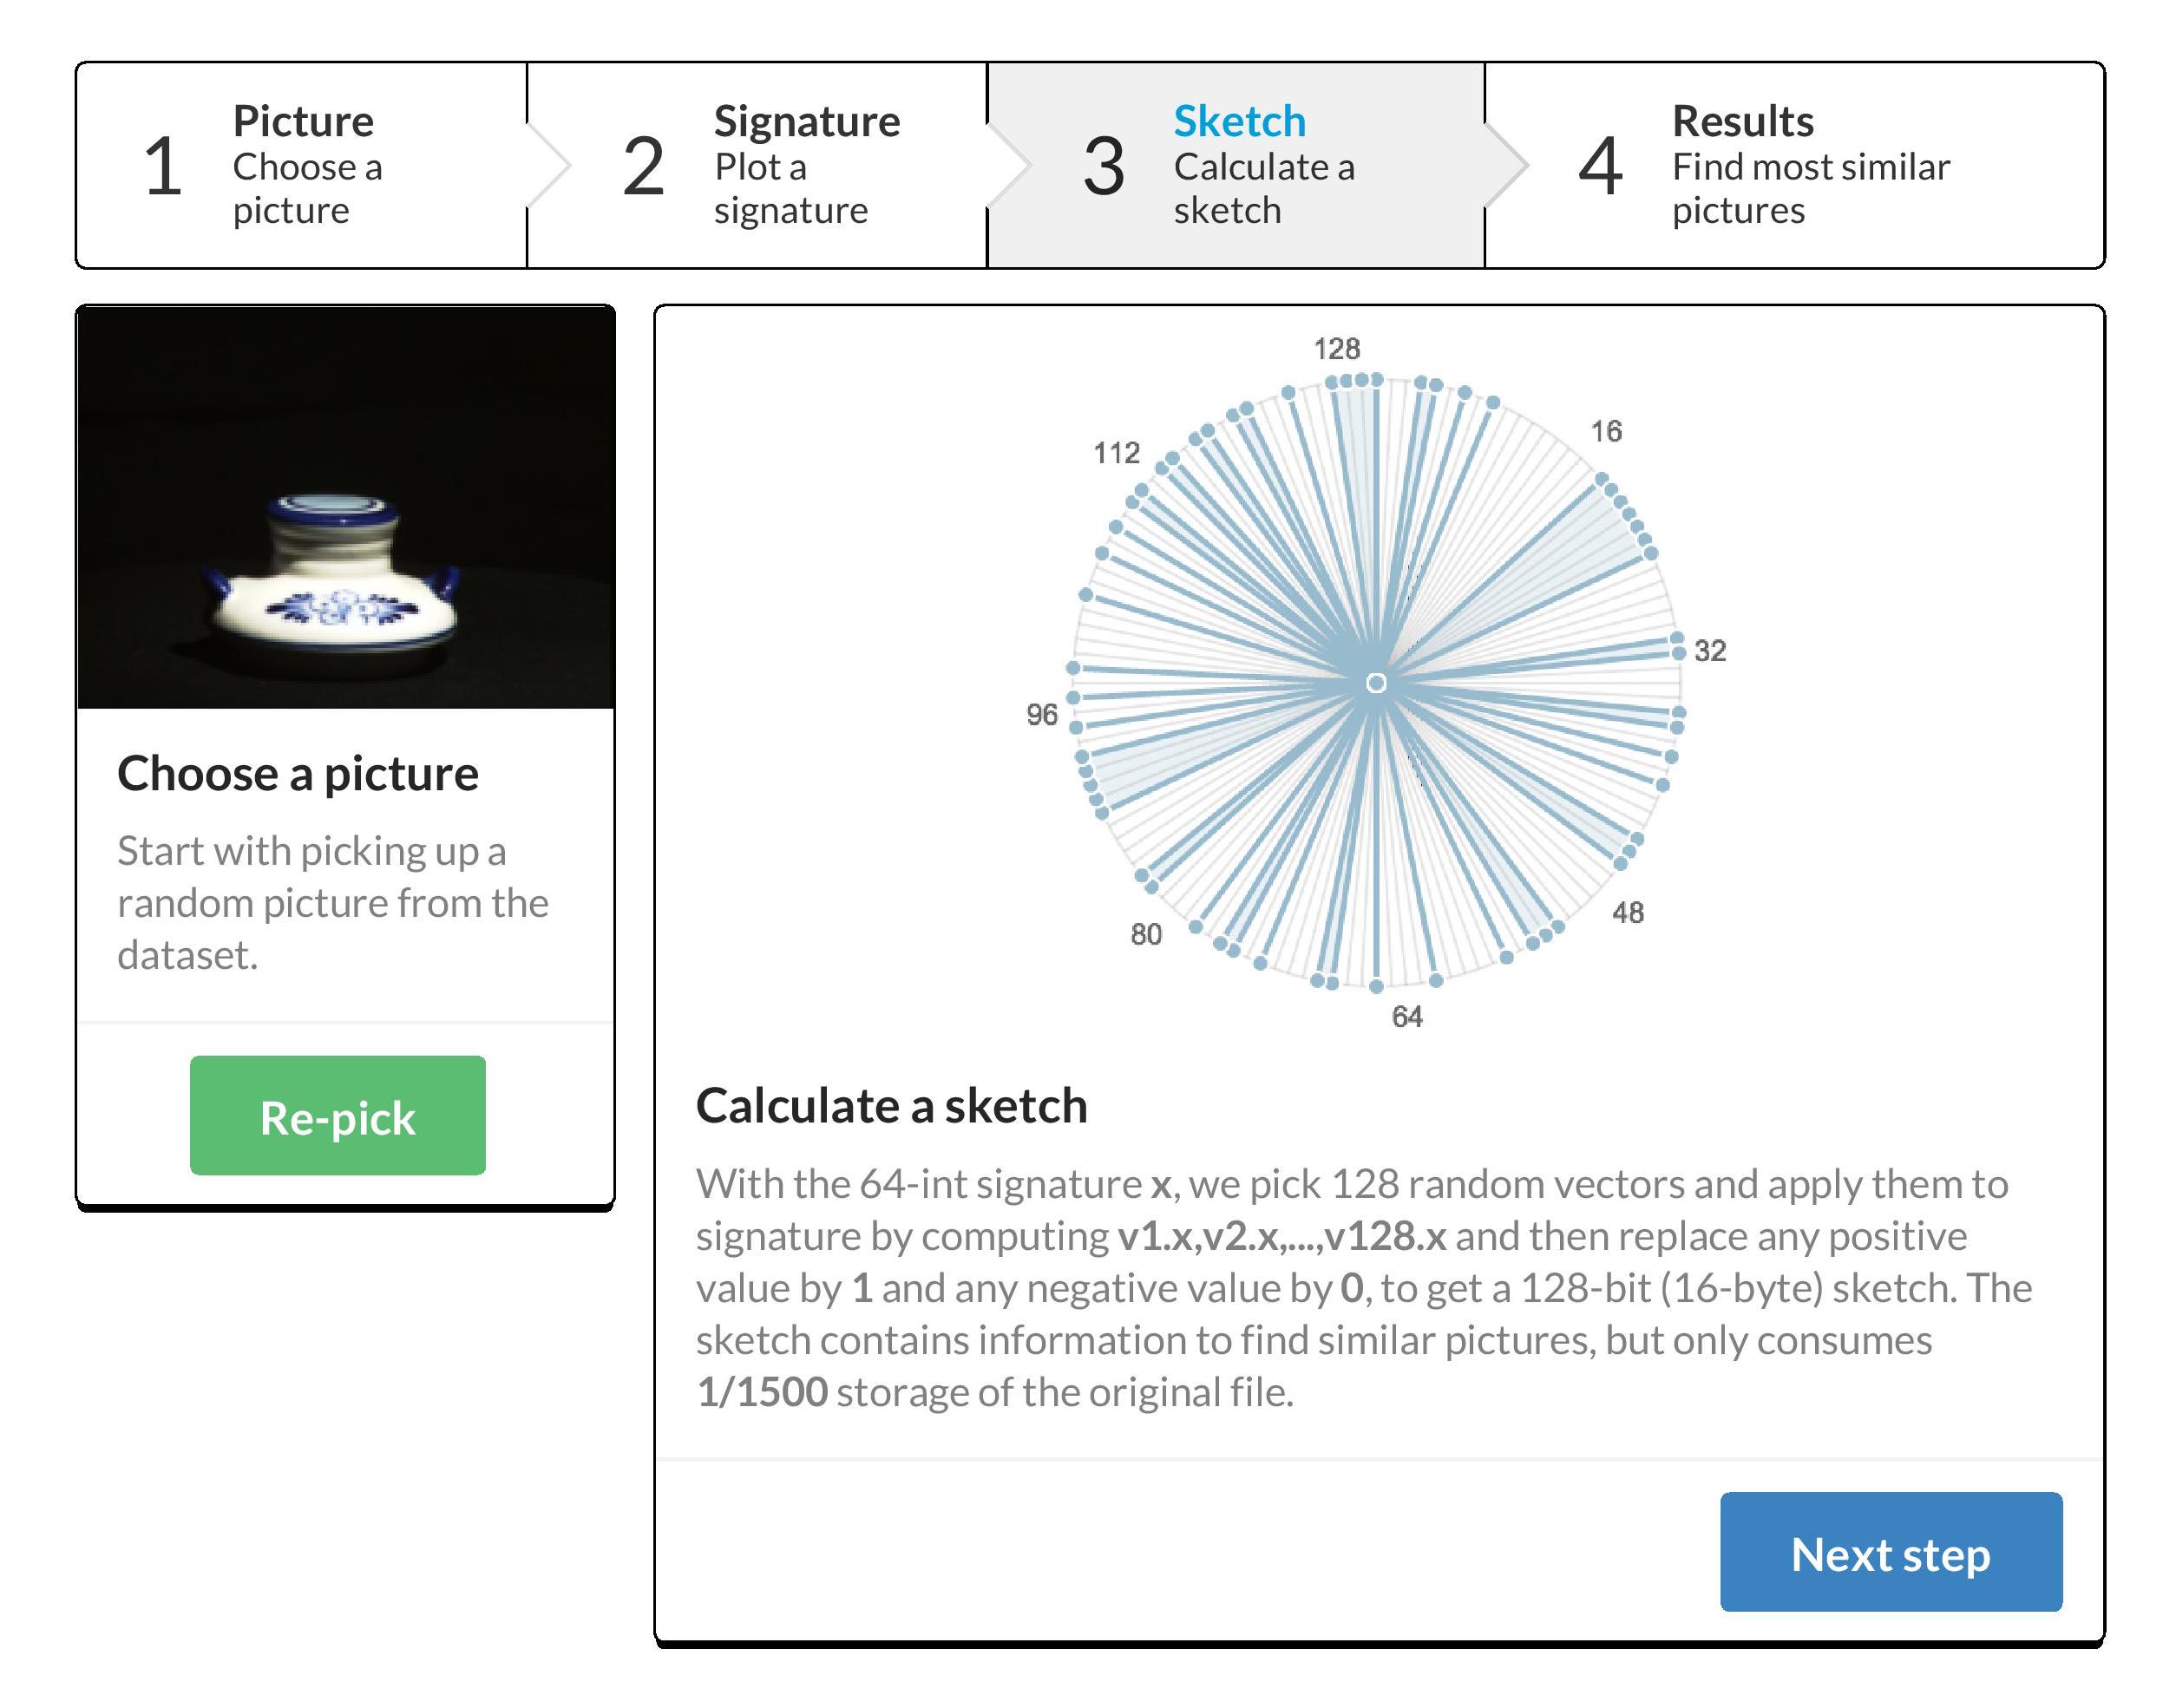 1
Picture
Choose a
picture
2
Signature
Plot a
signature
3
Sketch
Calculate a
sketch
4
Results
Find most similar
pictures
Choose a picture
Start with picking up a
random picture from the
dataset.
Re-pick
128
16
112
32
96
48
80
64
Calculate a sketch
With the 64-int signature x, we pick 128 random vectors and apply them to
signature by computing v1.x,v2.x,...,v128.x and then replace any positive
value by 1 and any negative value by 0, to get a 128-bit (16-byte) sketch. The
sketch contains information to find similar pictures, but only consumes
1/1500 storage of the original file.
Next step